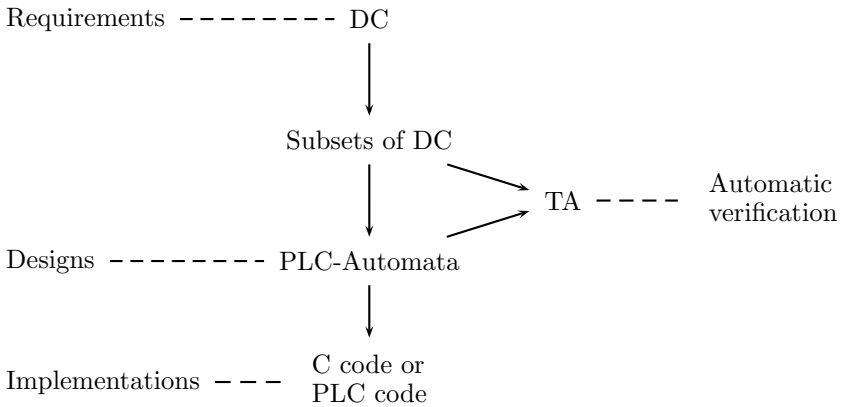 Requirements
DC
Subsets of DC
TA
Automatic
verification
Designs
PLC-Automata
Implementations
C code or
PLC code